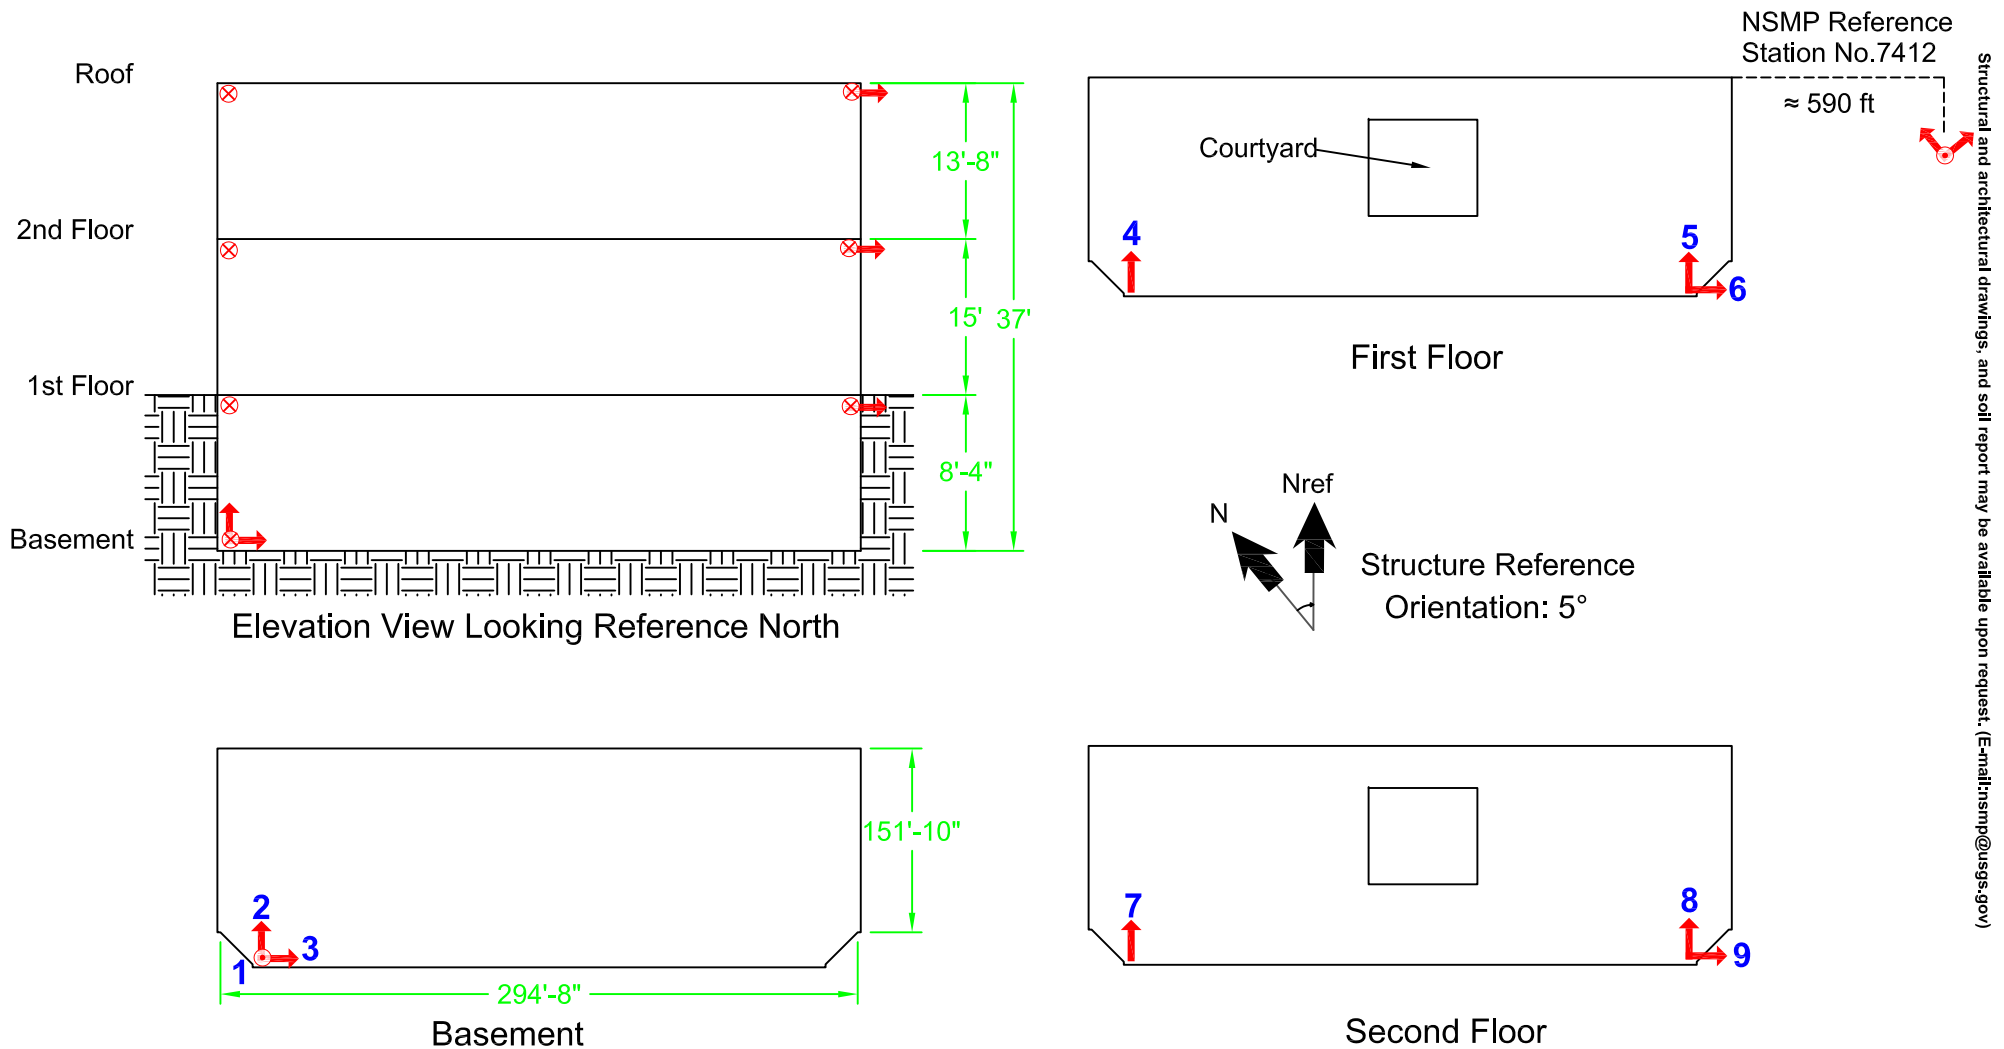 Roof
2nd Floor
1st Floor
Basement
13'-8"
15'
37'
8'-4"
Elevation View Looking Reference North
NSMP Reference
Station No.7412
≈ 590 ft
Courtyard
4
5
6
First Floor
N
Nref
Structure Reference
Orientation: 5°
2
3
1
151'-10"
294'-8"
Basement
7
8
9
Second Floor
Structural and architectural drawings, and soil report may be available upon request. (E-mail:nsmp@usgs.gov)